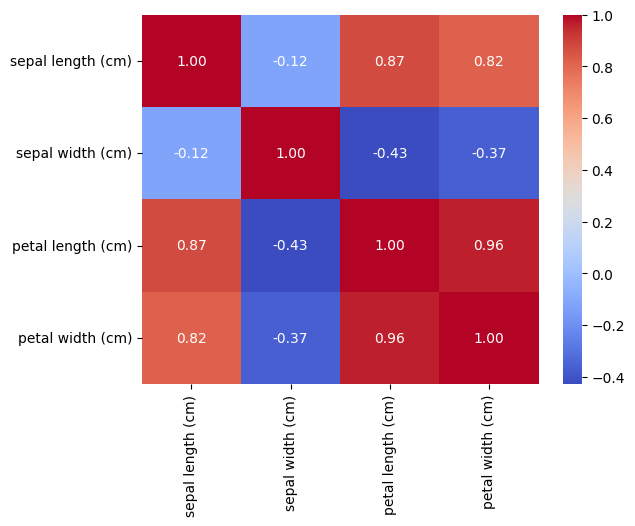 sepal length (cm) 1.00 -0.12 0.87 0.82
sepal width (cm) -0.12 1.00 -0.43 -0.37
petal length (cm) 0.87 -0.43 1.00 0.96
petal width (cm) 0.82 -0.37 0.96 1.00
sepal length (cm)
sepal width (cm)
petal length (cm)
petal width (cm)
1.0
0.8
0.6
0.4
0.2
0.0
−0.2
−0.4